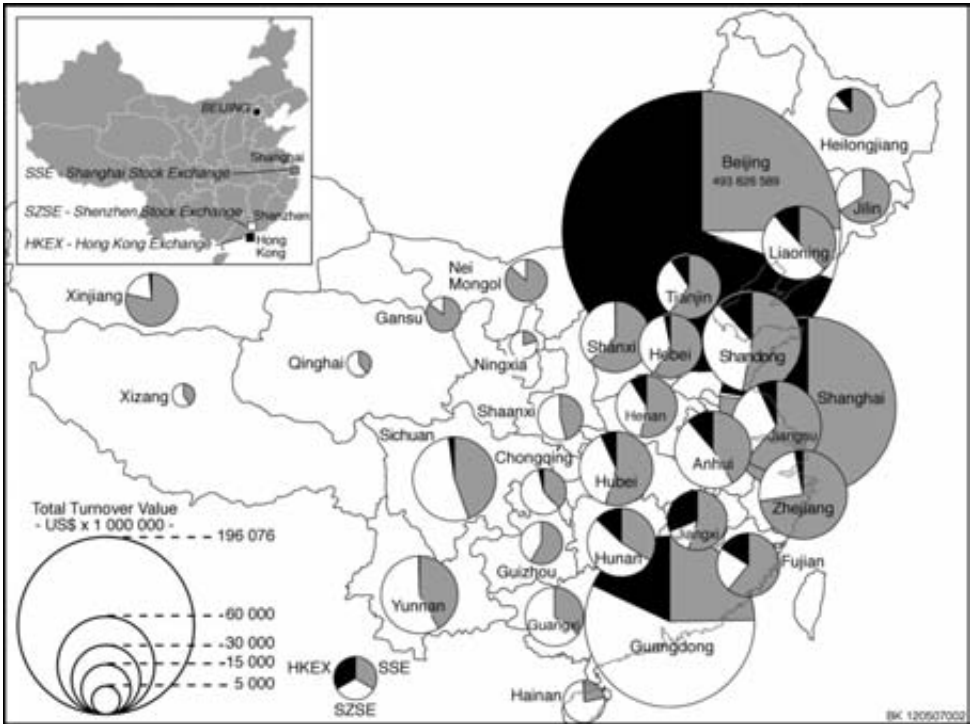 BEIJING
Shanghai
SSE - Shanghai Stock Exchange
SZSE - Shenzhen Stock Exchange
Shanzhen
HKEX - Hong Kong Exchange
Hong
Kong
Heilongjiang
Beijing
493 626 589
Jilin
Liaoning
Nei
Mongol
Tianjin
Xinjiang
Gansu
Shanxi
Hebei
Shandong
Ningxia
Qinghai
Xizang
Shanghai
Shaanxi
Henan
Jiangsu
Sichuan
Chongqing
Anhui
Hubei
Zhejiang
Total Turnover Value
- US$ x 1 000 000 -
196 076
Jiangxi
Hunan
Fujian
Guizhou
Yunnan
60 000
Guangxi
30 000
Guangdong
15 000
HKEX
SSE
5 000
SZSE
Hainan
BK 120507002